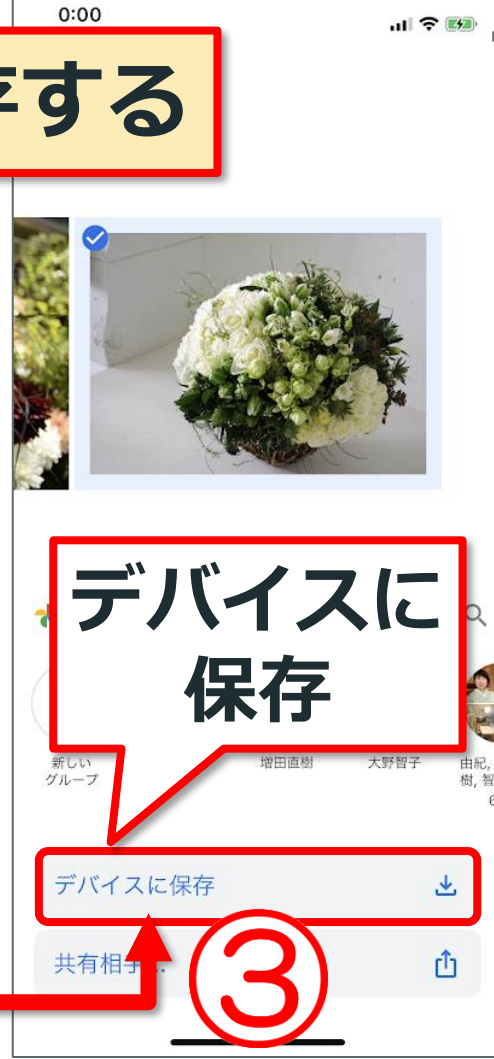 0:00
存する
デバイスに
保存
新しい
グループ
増田直樹
大野智子
由紀,
樹, 智
6
デバイスに保存
共有相手...
③